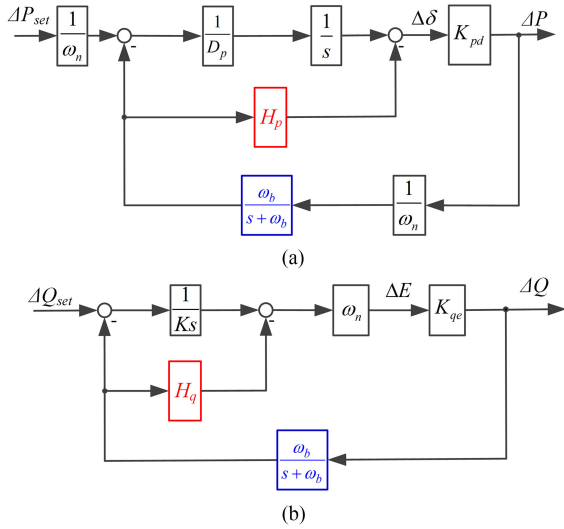 ΔP_set 1/ω_n - 1/D_p 1/s - Δδ K_pd ΔP
H_p
ω_b/(s+ω_b) 1/ω_n
(a)
ΔQ_set - 1/Ks - ω_n ΔE K_qe ΔQ
H_q
ω_b/(s+ω_b)
(b)